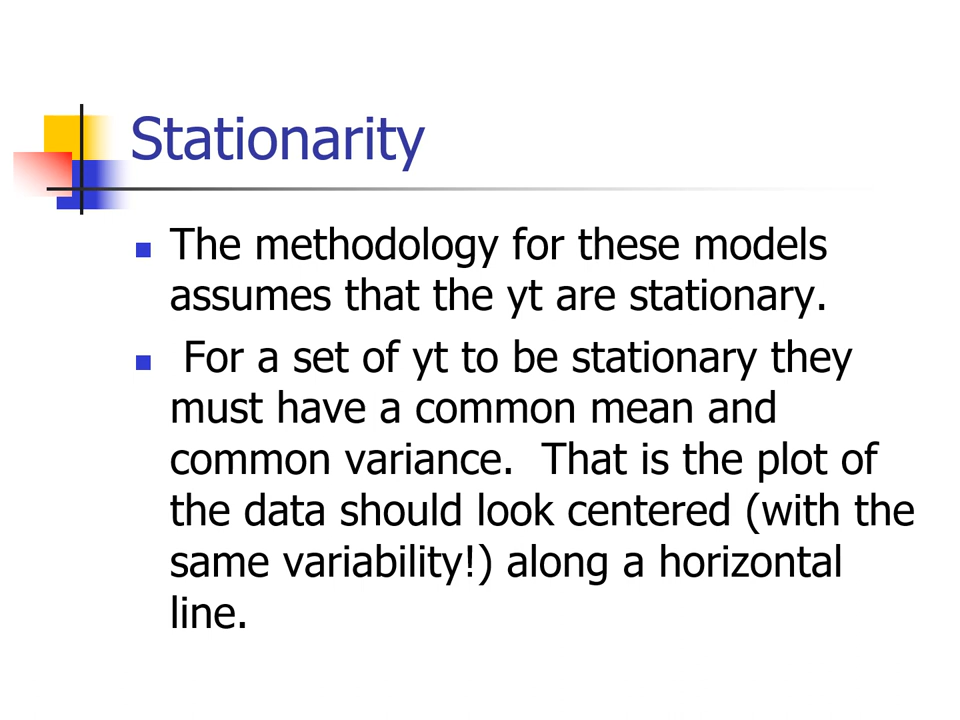 Stationarity
The methodology for these models
assumes that the yt are stationary.
For a set of yt to be stationary they
must have a common mean and
common variance.  That is the plot of
the data should look centered (with the
same variability!) along a horizontal
line.